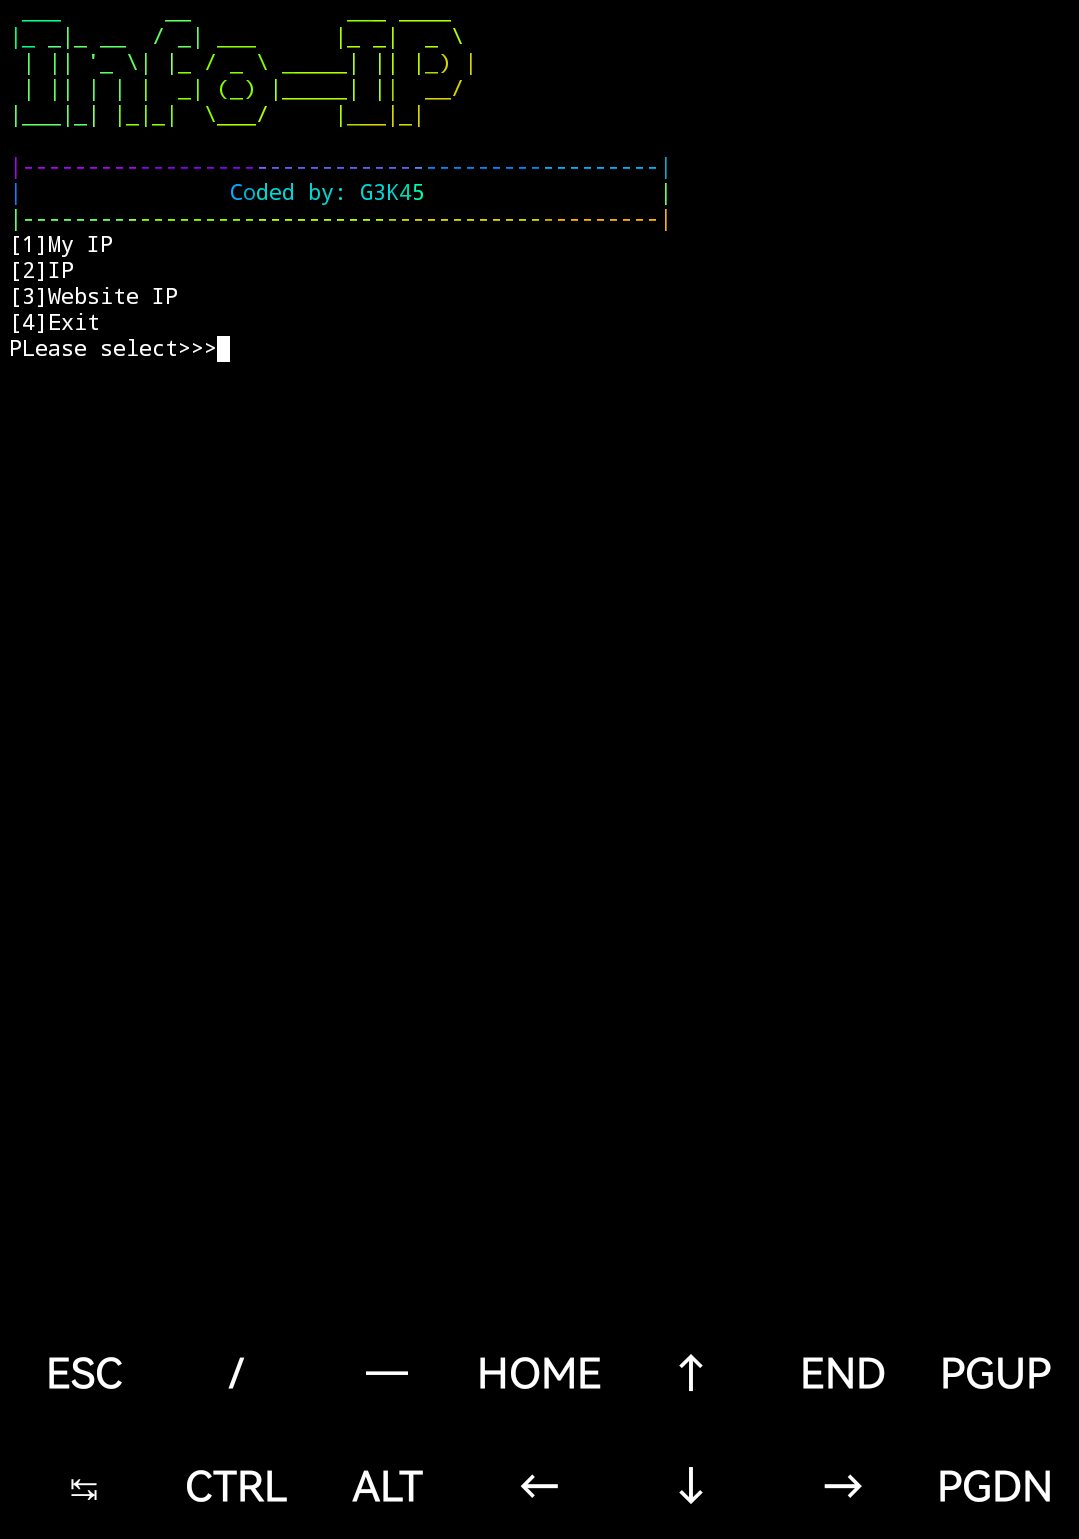 Info-IP
Coded by: G3K45
[1]My IP
[2]IP
[3]Website IP
[4]Exit
PLease select>>>
ESC / — HOME ↑ END PGUP
↹ CTRL ALT ← ↓ → PGDN